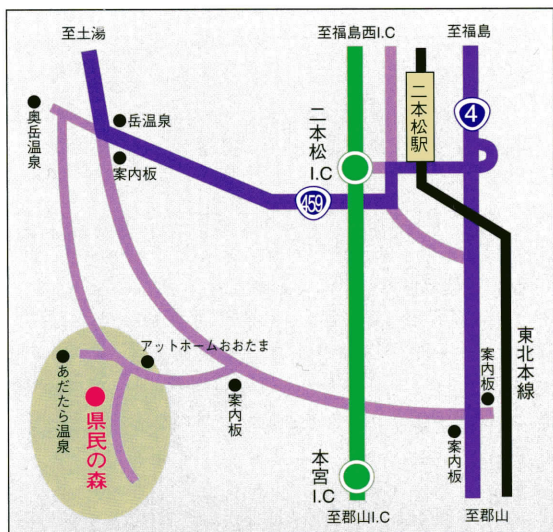 至土湯
至福島西I.C
至福島
奥岳温泉
岳温泉
案内板
二本松I.C
二本松駅
4
459
アットホームおおたま
あだたら温泉
県民の森
案内板
東北本線
案内板
案内板
本宮I.C
至郡山I.C
至郡山